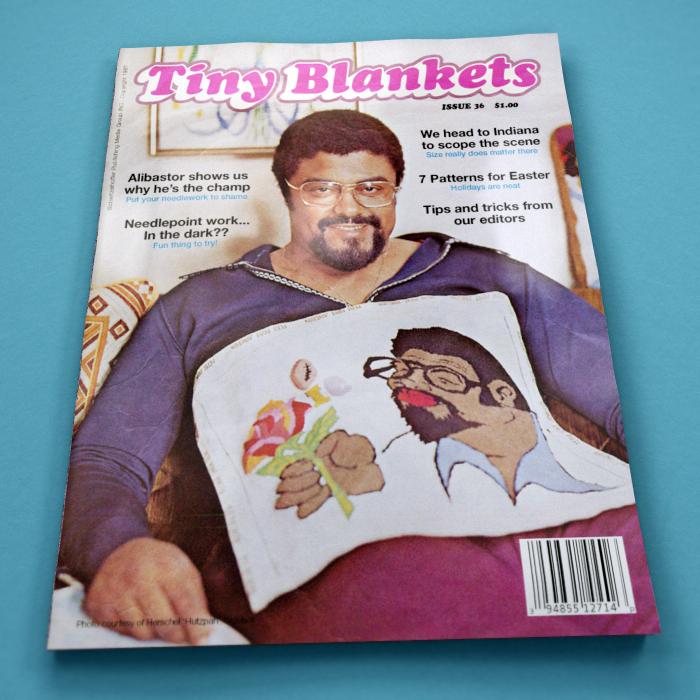 Tiny Blankets
ISSUE 36 $1.00
We head to Indiana
to scope the scene
Size really does matter there
Alibastor shows us
why he's the champ
Put your needlework to shame
7 Patterns for Easter
Holidays are neat
Needlepoint work...
In the dark??
Fun thing to try!
Tips and tricks from
our editors
Photo courtesy of Herschel "Hutzpah"
3 94855 12714 P